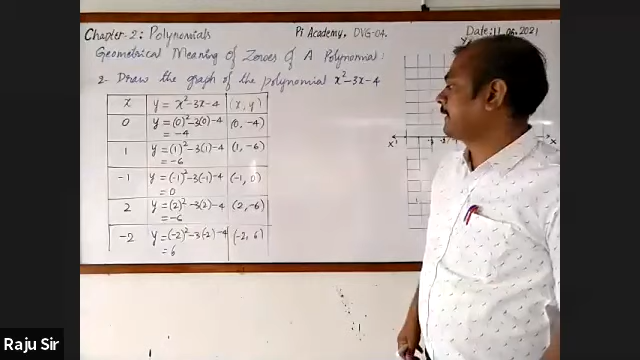 Chapter-2: Polynomials
Pi Academy, DVG-04.
Date: 11.06.2021
Geometrical Meaning of Zeroes of A Polynomial:
2- Draw the graph of the polynomial x²-3x-4
x | y = x²-3x-4 | (x, y)
0 | y = (0)²-3(0)-4 = -4 | (0, -4)
1 | y = (1)²-3(1)-4 = -6 | (1, -6)
-1 | y = (-1)²-3(-1)-4 = 0 | (-1, 0)
2 | y = (2)²-3(2)-4 = -6 | (2, -6)
-2 | y = (-2)²-3(-2)-4 = 6 | (-2, 6)
X'
X
Raju Sir